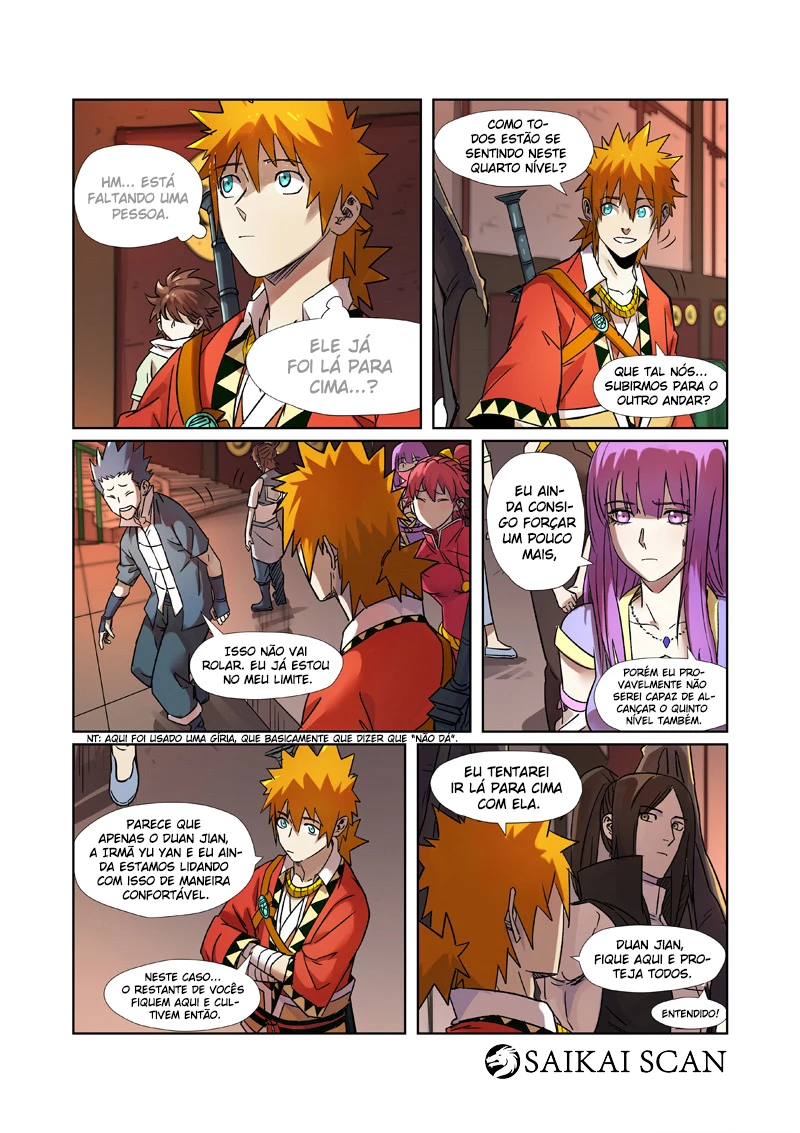 HM... ESTÁ
FALTANDO UMA
PESSOA.
ELE JÁ
FOI LÁ PARA
CIMA...?
COMO TO-
DOS ESTÃO SE
SENTINDO NESTE
QUARTO NÍVEL?
QUE TAL NÓS...
SUBIRMOS PARA O
OUTRO ANDAR?
ISSO NÃO VAI
ROLAR. EU JÁ ESTOU
NO MEU LIMITE.
EU AIN-
DA CONSI-
GO FORÇAR
UM POUCO
MAIS,
PORÉM EU PRO-
VAVELMENTE NÃO
SEREI CAPAZ DE AL-
CANÇAR O QUINTO
NÍVEL TAMBÉM.
NT: AQUI FOI USADO UMA GÍRIA, QUE BASICAMENTE QUE DIZER QUE "NÃO DÁ".
PARECE QUE
APENAS O DUAN JIAN,
A IRMÃ YU YAN E EU AIN-
DA ESTAMOS LIDANDO
COM ISSO DE MANEIRA
CONFORTÁVEL.
NESTE CASO...
O RESTANTE DE VOCÊS
FIQUEM AQUI E CUL-
TIVEM ENTÃO.
EU TENTAREI
IR LÁ PARA CIMA
COM ELA.
DUAN JIAN,
FIQUE AQUI E PRO-
TEJA TODOS.
ENTENDIDO!
SAIKAI SCAN